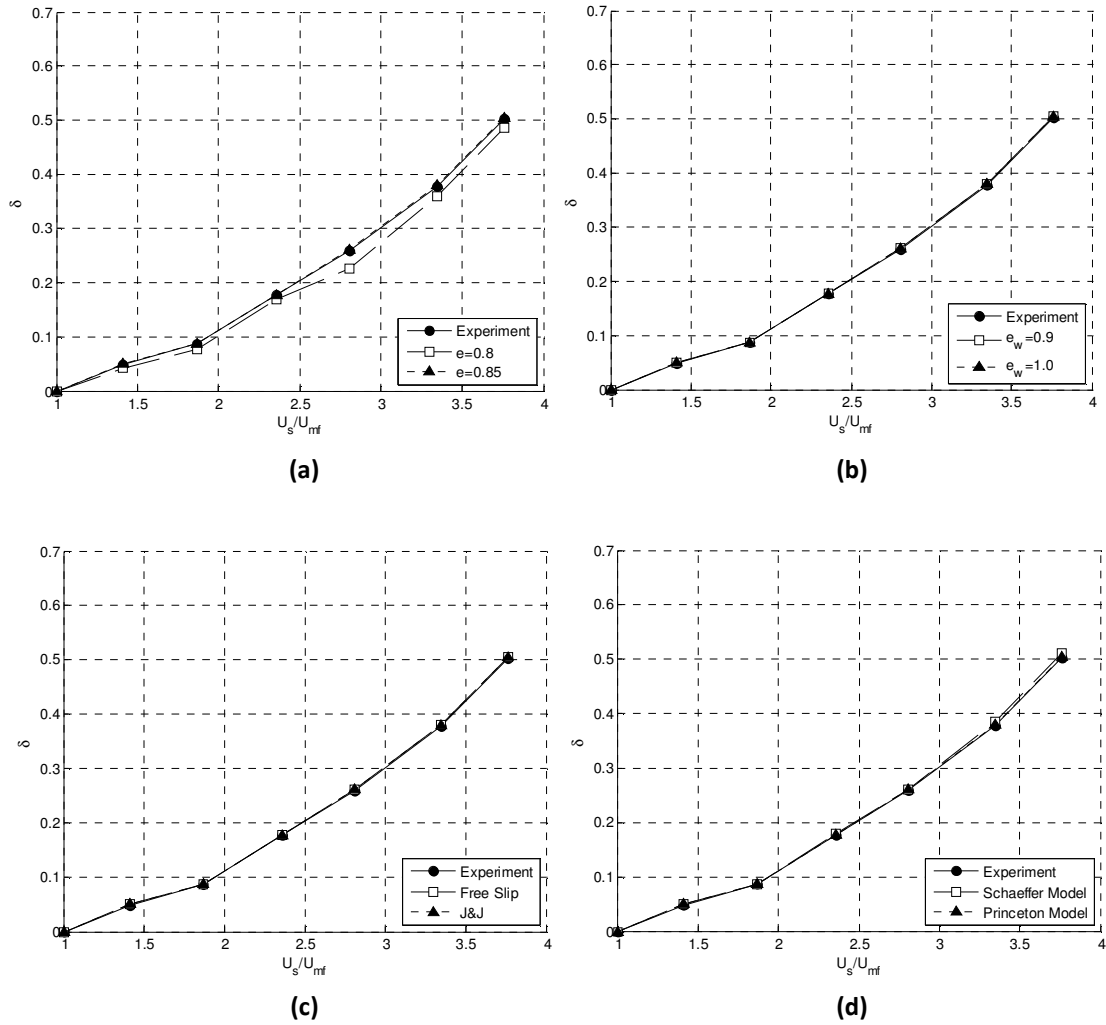 0.7
0.6
0.5
0.4
0.3
0.2
0.1
0
δ
1 1.5 2 2.5 3 3.5 4
U_s/U_mf
Experiment
e=0.8
e=0.85
(a)
0.7
0.6
0.5
0.4
0.3
0.2
0.1
0
δ
1 1.5 2 2.5 3 3.5 4
U_s/U_mf
Experiment
e_w=0.9
e_w=1.0
(b)
0.7
0.6
0.5
0.4
0.3
0.2
0.1
0
δ
1 1.5 2 2.5 3 3.5 4
U_s/U_mf
Experiment
Free Slip
J&J
(c)
0.7
0.6
0.5
0.4
0.3
0.2
0.1
0
δ
1 1.5 2 2.5 3 3.5 4
U_s/U_mf
Experiment
Schaeffer Model
Princeton Model
(d)